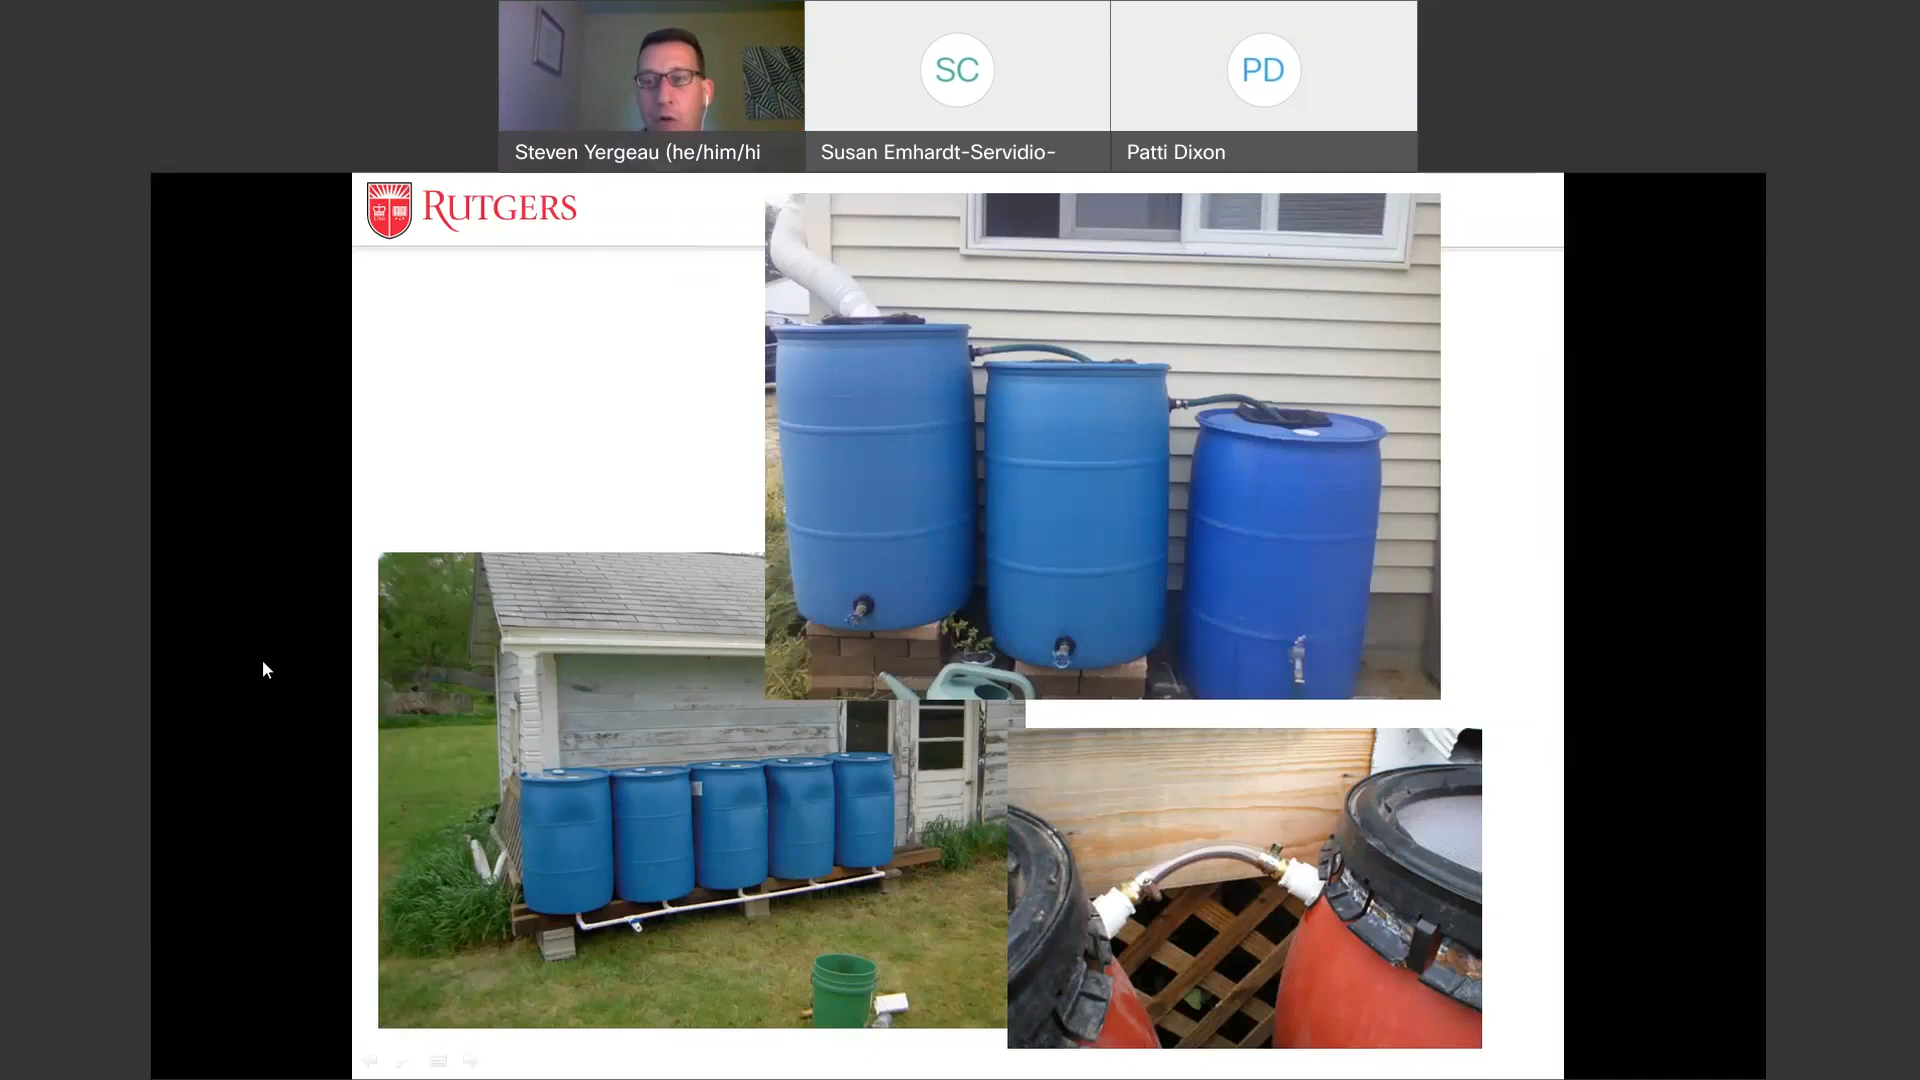 SC
PD
Steven Yergeau (he/him/hi
Susan Emhardt-Servidio-
Patti Dixon
RUTGERS